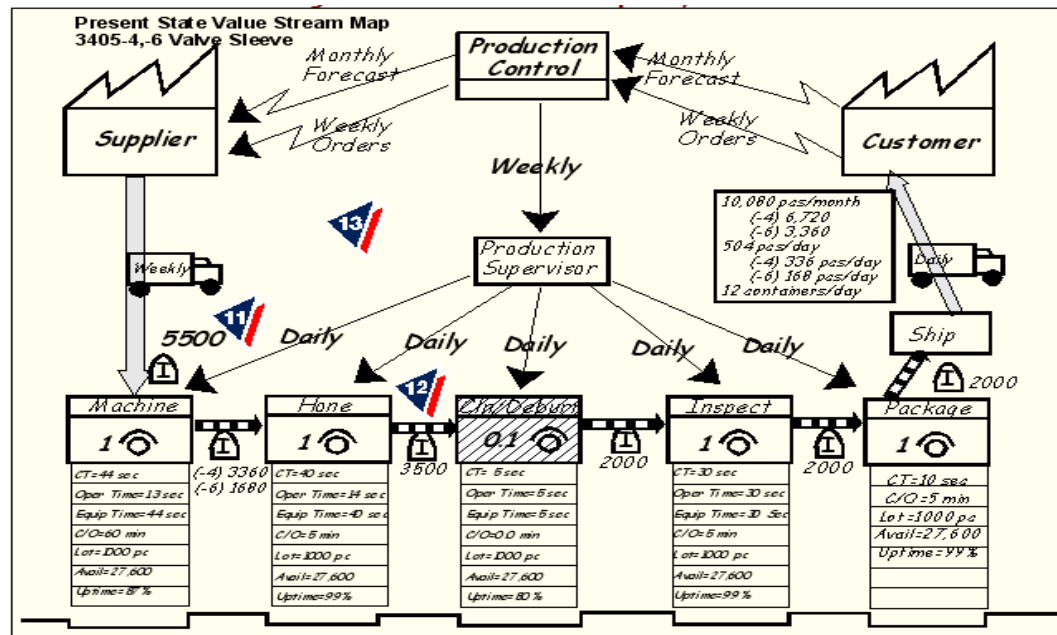 Present State Value Stream Map
3405-4,-6 Valve Sleeve
Production
Control
Monthly
Forecast
Monthly
Forecast
Supplier
Weekly
Orders
Weekly
Orders
Customer
Weekly
10,080 pcs/month
(-4) 6,720
(-6) 3,360
504 pcs/day
(-4) 336 pcs/day
(-6) 168 pcs/day
12 containers/day
13
Production
Supervisor
Weekly
Daily
11
5500
Daily
Daily
Daily
Daily
Daily
Ship
I
12
I
2000
Machine
Hone
Cln/Deburr
Inspect
Package
1
1
0.1
1
1
I
I
I
I
(-4) 3360
(-6) 1680
3500
2000
2000
CT=44 sec
Oper Time=13 sec
Equip Time=44 sec
C/O=60 min
Lot=1000 pc
Avail=27,600
Uptime=87%
CT=40 sec
Oper Time=14 sec
Equip Time=40 sec
C/O=5 min
Lot=1000 pc
Avail=27,600
Uptime=99%
CT= 5 sec
Oper Time=5 sec
Equip Time=5 sec
C/O=0.0 min
Lot=1000 pc
Avail=27,600
Uptime=80%
CT=30 sec
Oper Time=30 sec
Equip Time=30 Sec
C/O=5 min
Lot=1000 pc
Avail=27,600
Uptime=99%
CT=10 sec
C/O=5 min
Lot=1000 pc
Avail=27,600
Uptime=99%